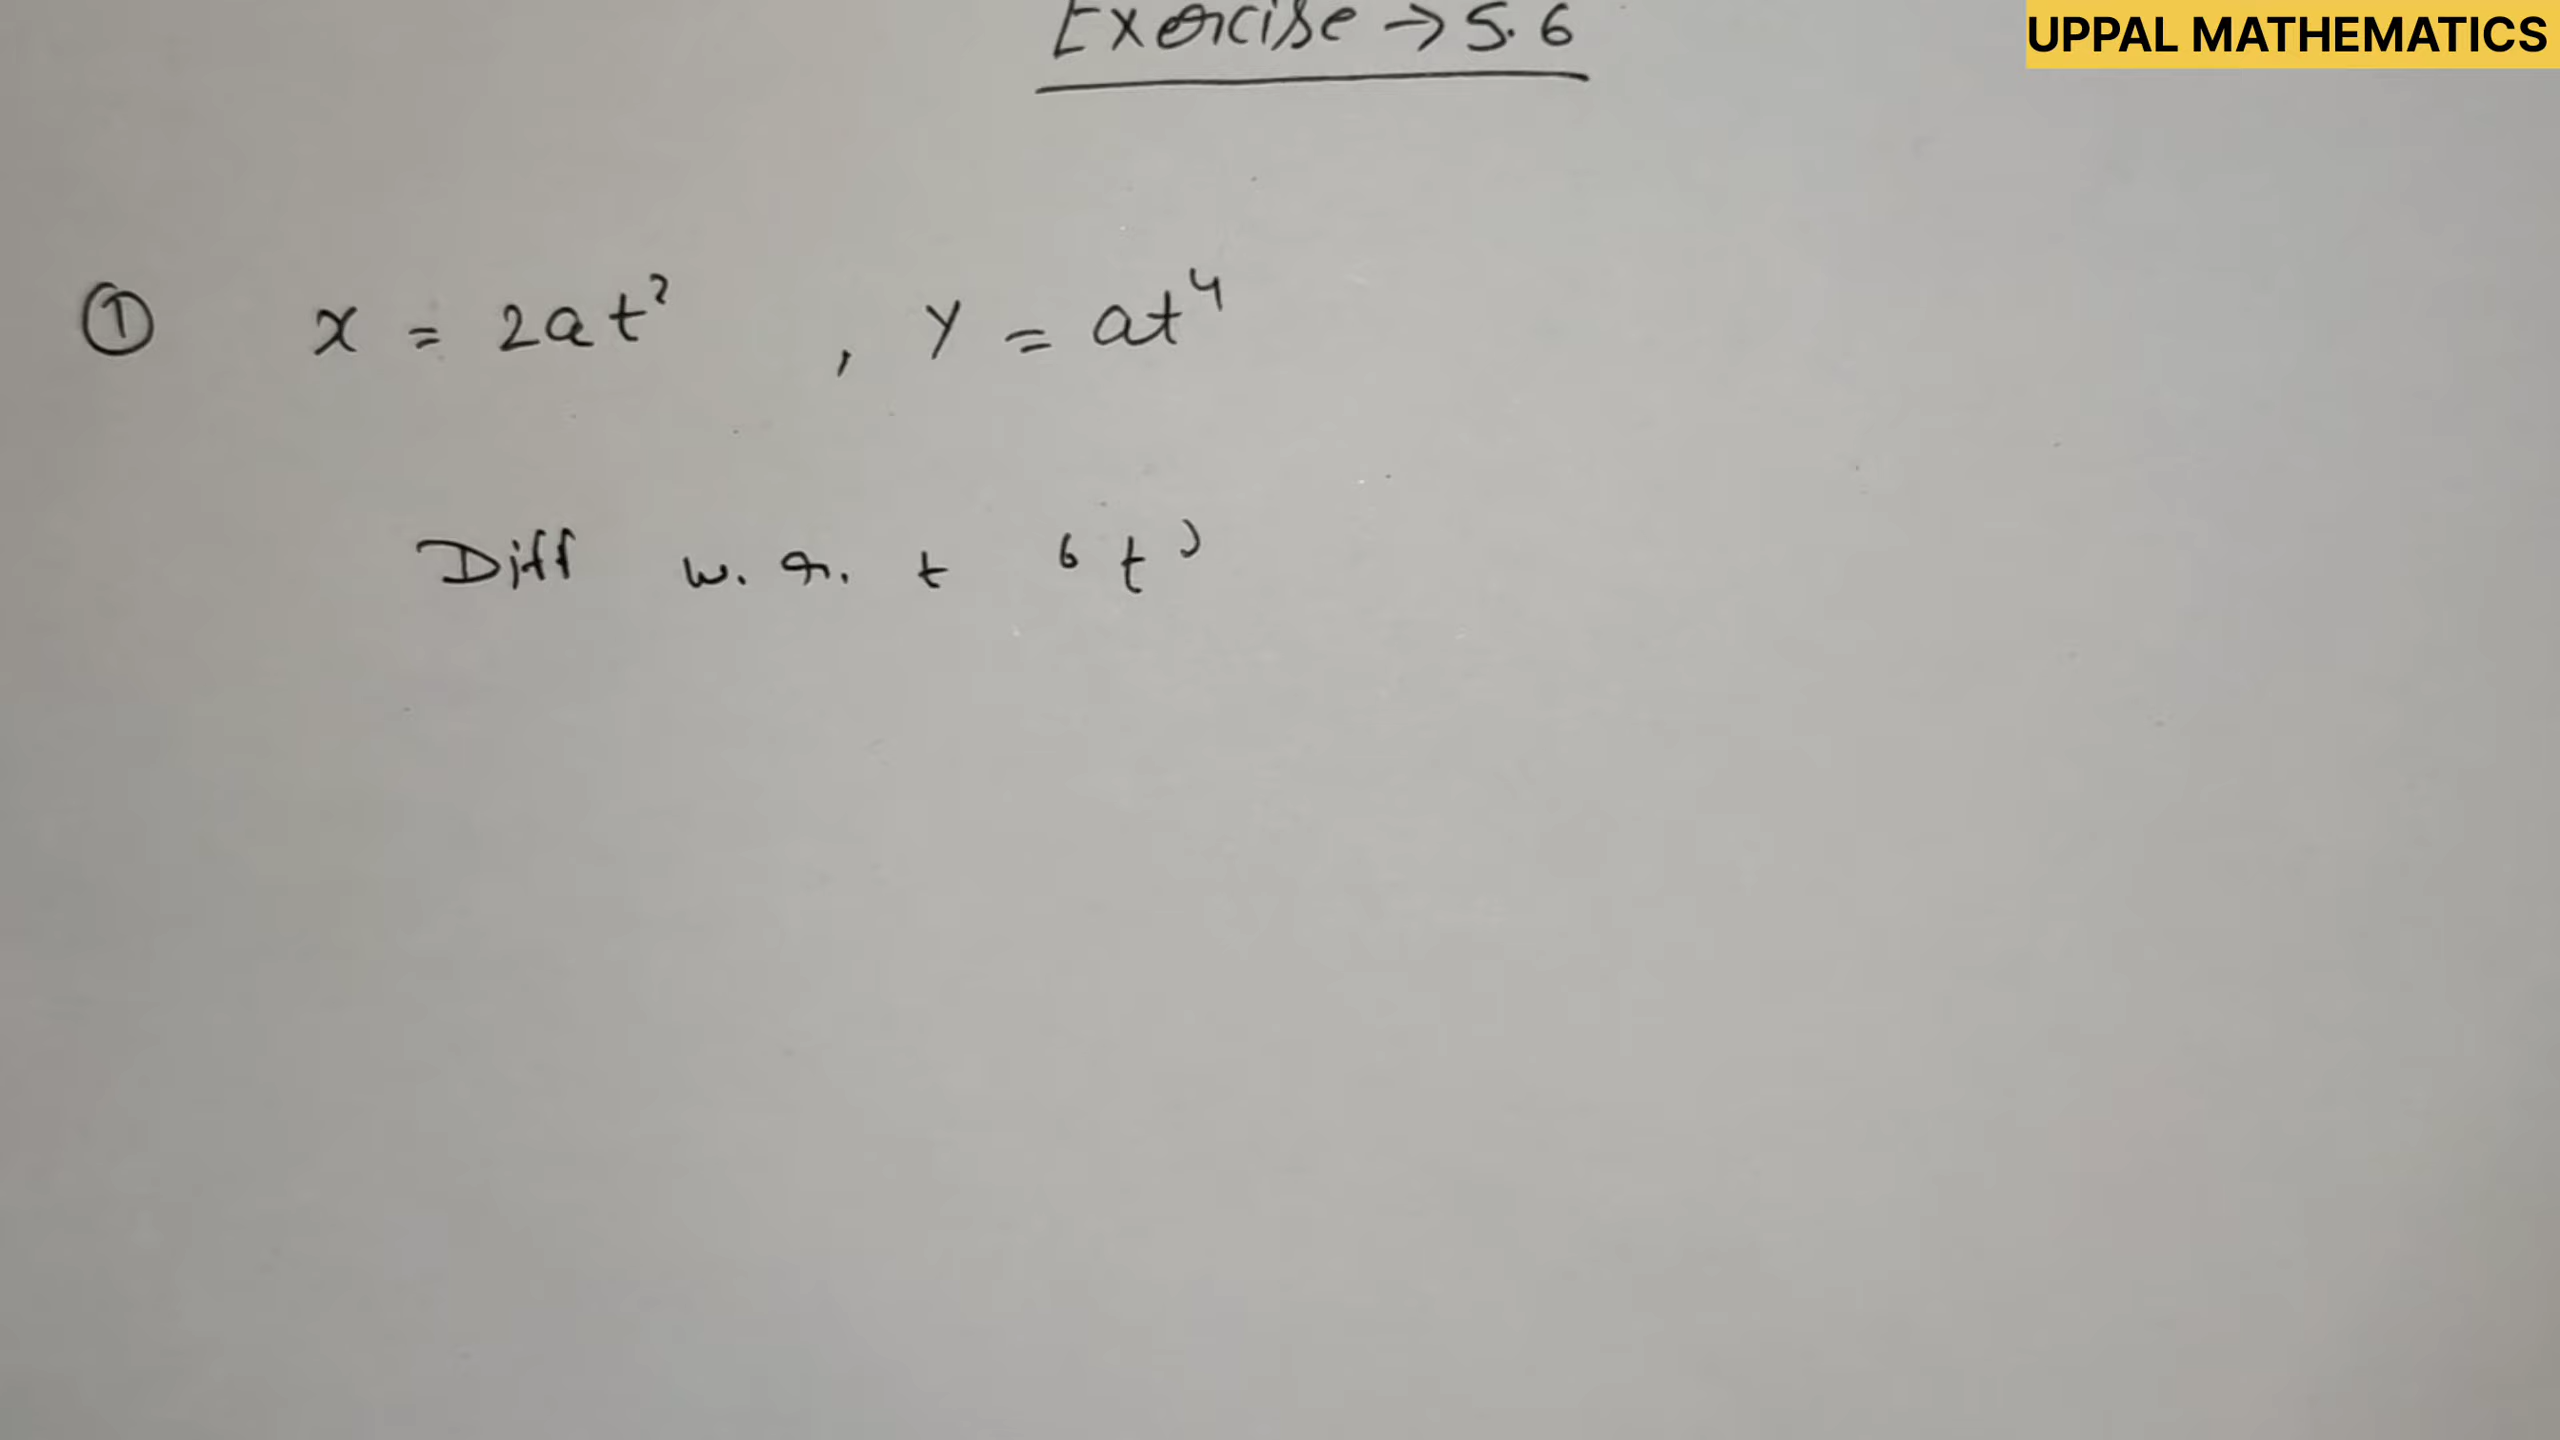 Exercise → 5.6
UPPAL MATHEMATICS
① x = 2at² , y = at⁴
Diff w.r.t ‘t’